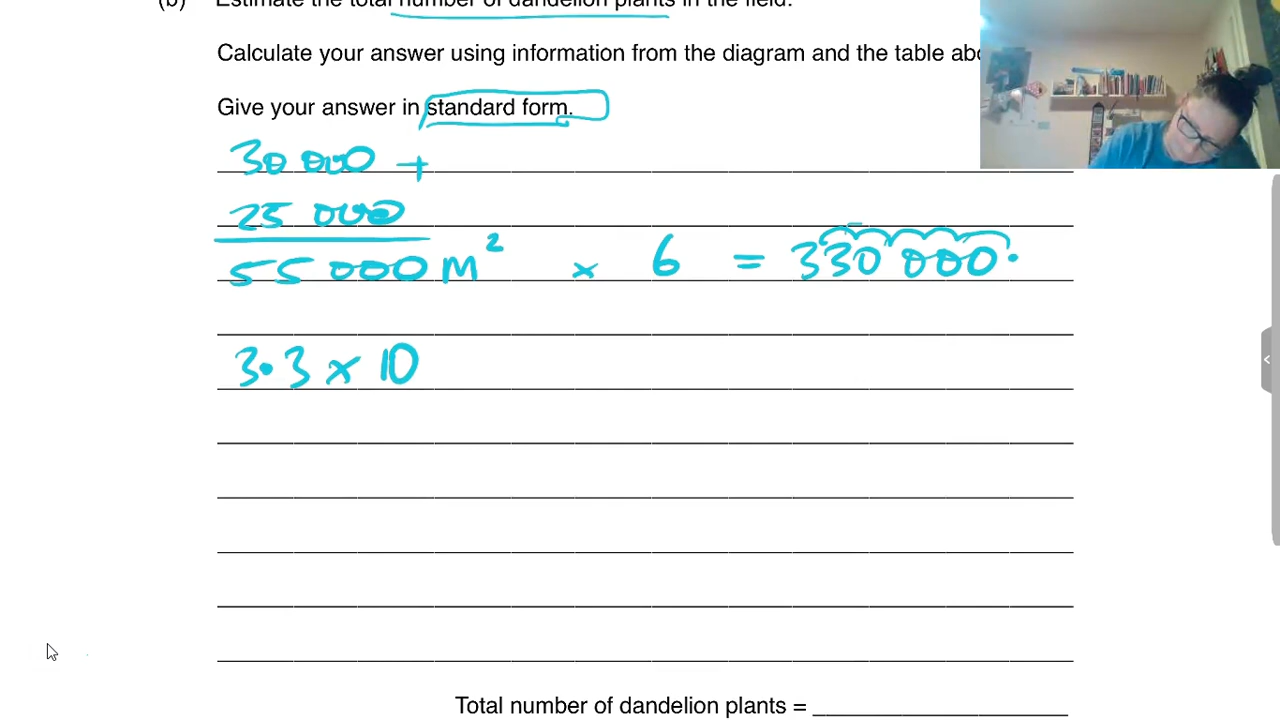 (b) Estimate the total number of dandelion plants in the field.
Calculate your answer using information from the diagram and the table
Give your answer in standard form.
30 000 +
25 000
55 000 m² × 6 = 330 000.
3.3 × 10
Total number of dandelion plants =